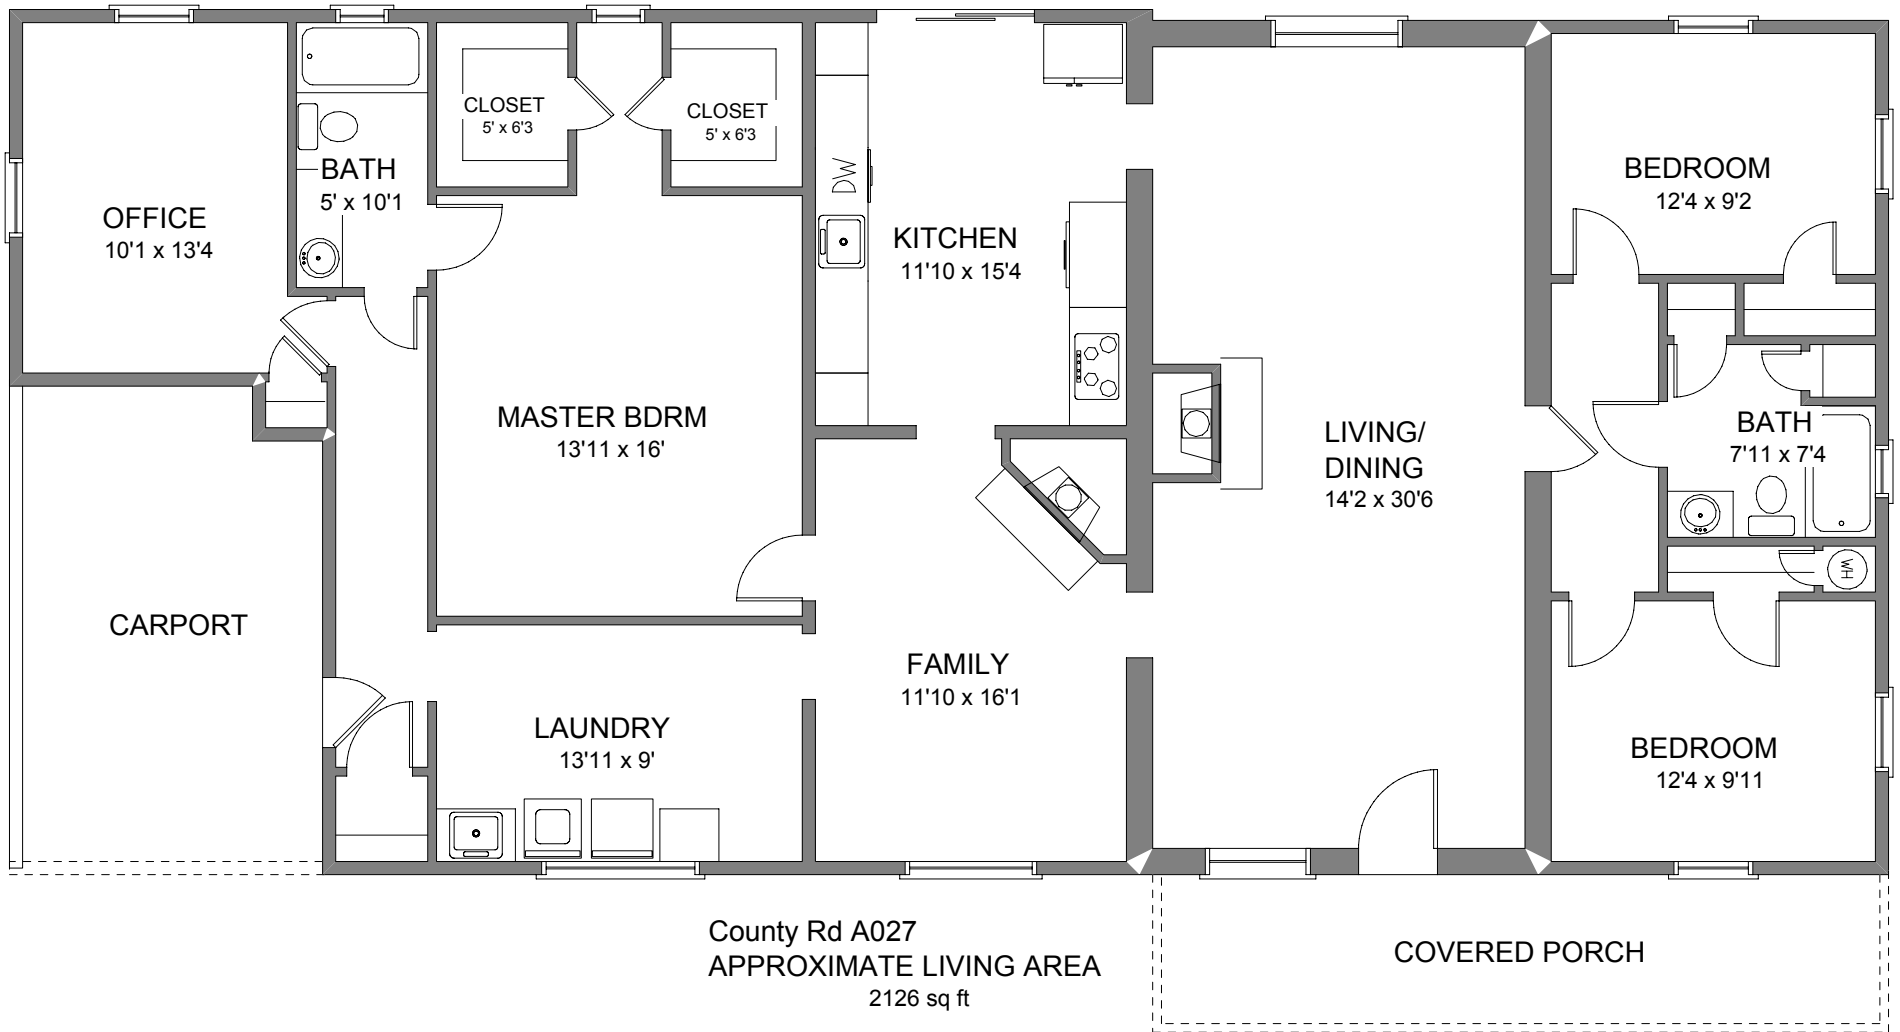 CLOSET
5' x 6'3
CLOSET
5' x 6'3
BATH
5' x 10'1
OFFICE
10'1 x 13'4
DW
KITCHEN
11'10 x 15'4
BEDROOM
12'4 x 9'2
MASTER BDRM
13'11 x 16'
LIVING/
DINING
14'2 x 30'6
BATH
7'11 x 7'4
WH
CARPORT
FAMILY
11'10 x 16'1
LAUNDRY
13'11 x 9'
BEDROOM
12'4 x 9'11
County Rd A027
APPROXIMATE LIVING AREA
2126 sq ft
COVERED PORCH